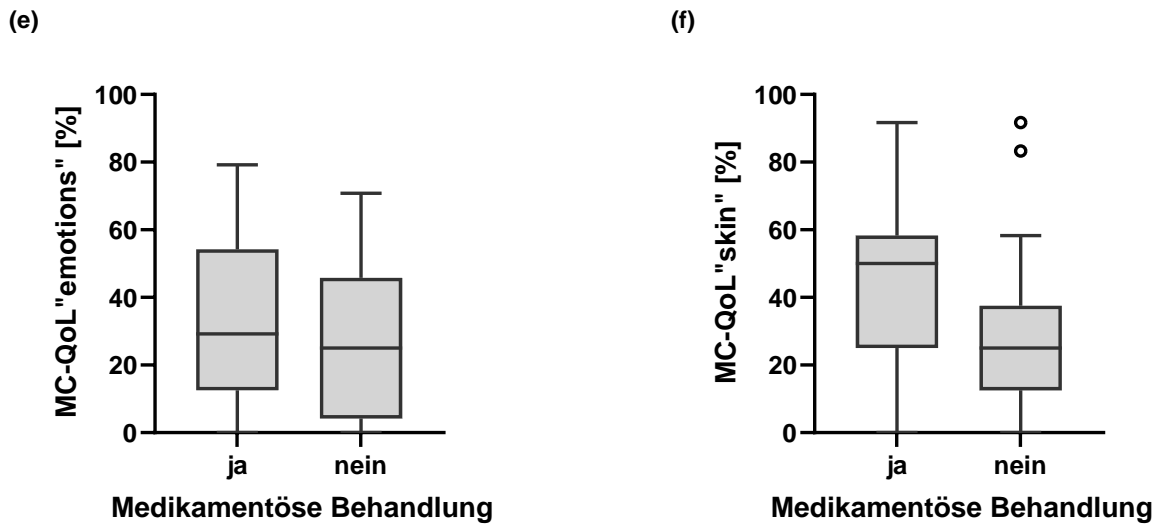 (e)
(f)
MC-QoL"emotions" [%]
100
80
60
40
20
0
ja
nein
Medikamentöse Behandlung
MC-QoL"skin" [%]
100
80
60
40
20
0
ja
nein
Medikamentöse Behandlung